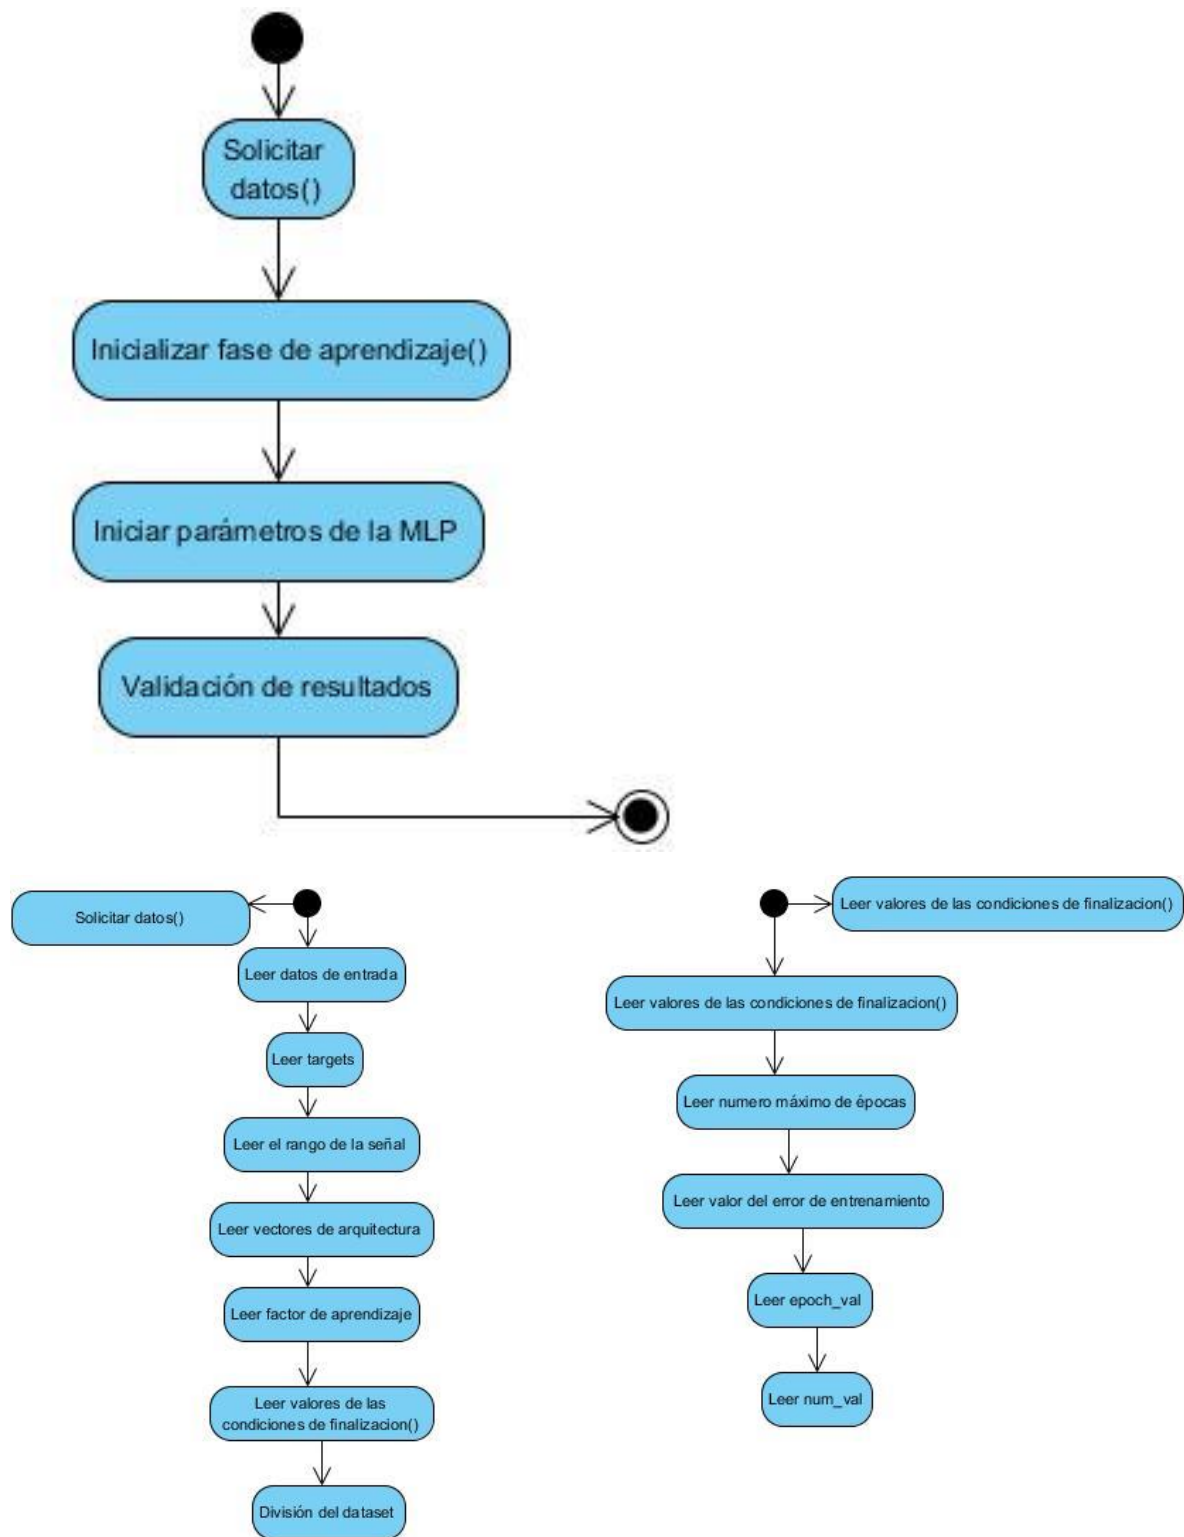 Solicitar
datos()
Inicializar fase de aprendizaje()
Iniciar parámetros de la MLP
Validación de resultados
Solicitar datos()
Leer datos de entrada
Leer targets
Leer el rango de la señal
Leer vectores de arquitectura
Leer factor de aprendizaje
Leer valores de las
condiciones de finalizacion()
División del dataset
Leer valores de las condiciones de finalizacion()
Leer valores de las condiciones de finalizacion()
Leer numero máximo de épocas
Leer valor del error de entrenamiento
Leer epoch_val
Leer num_val